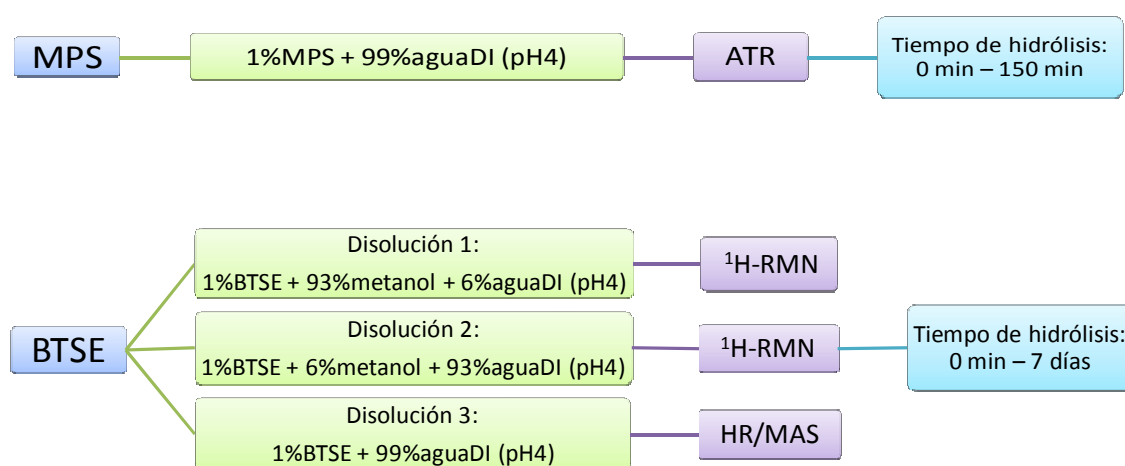 MPS
1%MPS + 99%aguaDI (pH4)
ATR
Tiempo de hidrólisis:
0 min – 150 min
BTSE
Disolución 1:
1%BTSE + 93%metanol + 6%aguaDI (pH4)
¹H-RMN
Disolución 2:
1%BTSE + 6%metanol + 93%aguaDI (pH4)
¹H-RMN
Tiempo de hidrólisis:
0 min – 7 días
Disolución 3:
1%BTSE + 99%aguaDI (pH4)
HR/MAS